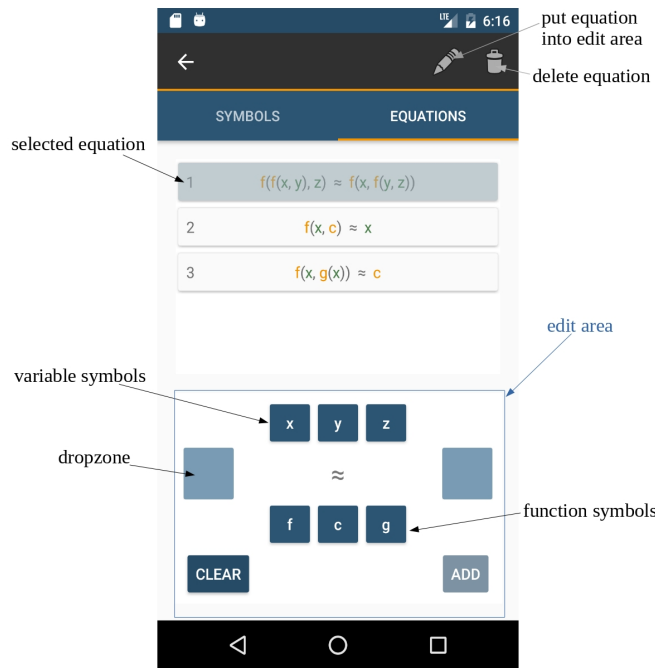 LTE 6:16
put equation
into edit area
delete equation
SYMBOLS EQUATIONS
selected equation
1 f(f(x, y), z) ≈ f(x, f(y, z))
2 f(x, c) ≈ x
3 f(x, g(x)) ≈ c
edit area
variable symbols
x y z
dropzone
≈
f c g
function symbols
CLEAR ADD